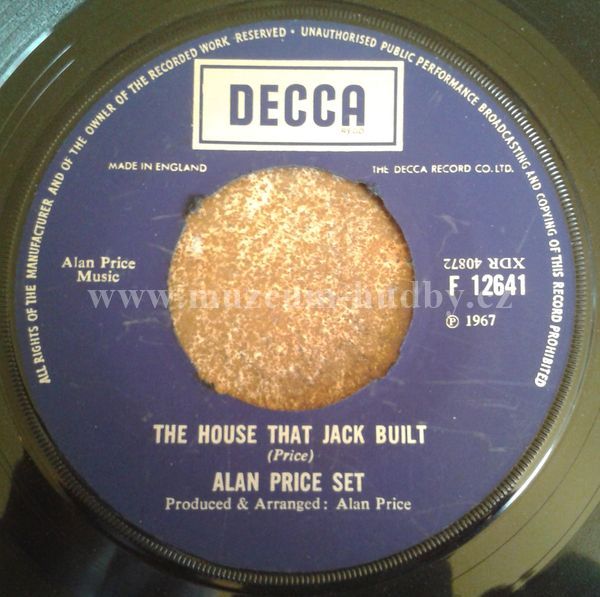 ALL RIGHTS OF THE MANUFACTURER AND OF THE OWNER OF THE RECORDED WORK RESERVED • UNAUTHORISED PUBLIC PERFORMANCE BROADCASTING AND COPYING OF THIS RECORD PROHIBITED
DECCA
MADE IN ENGLAND
THE DECCA RECORD CO. LTD.
Alan Price
Music
XDR 40872
F 12641
℗ 1967
www.muzeum-hudby.cz
THE HOUSE THAT JACK BUILT
(Price)
ALAN PRICE SET
Produced & Arranged: Alan Price